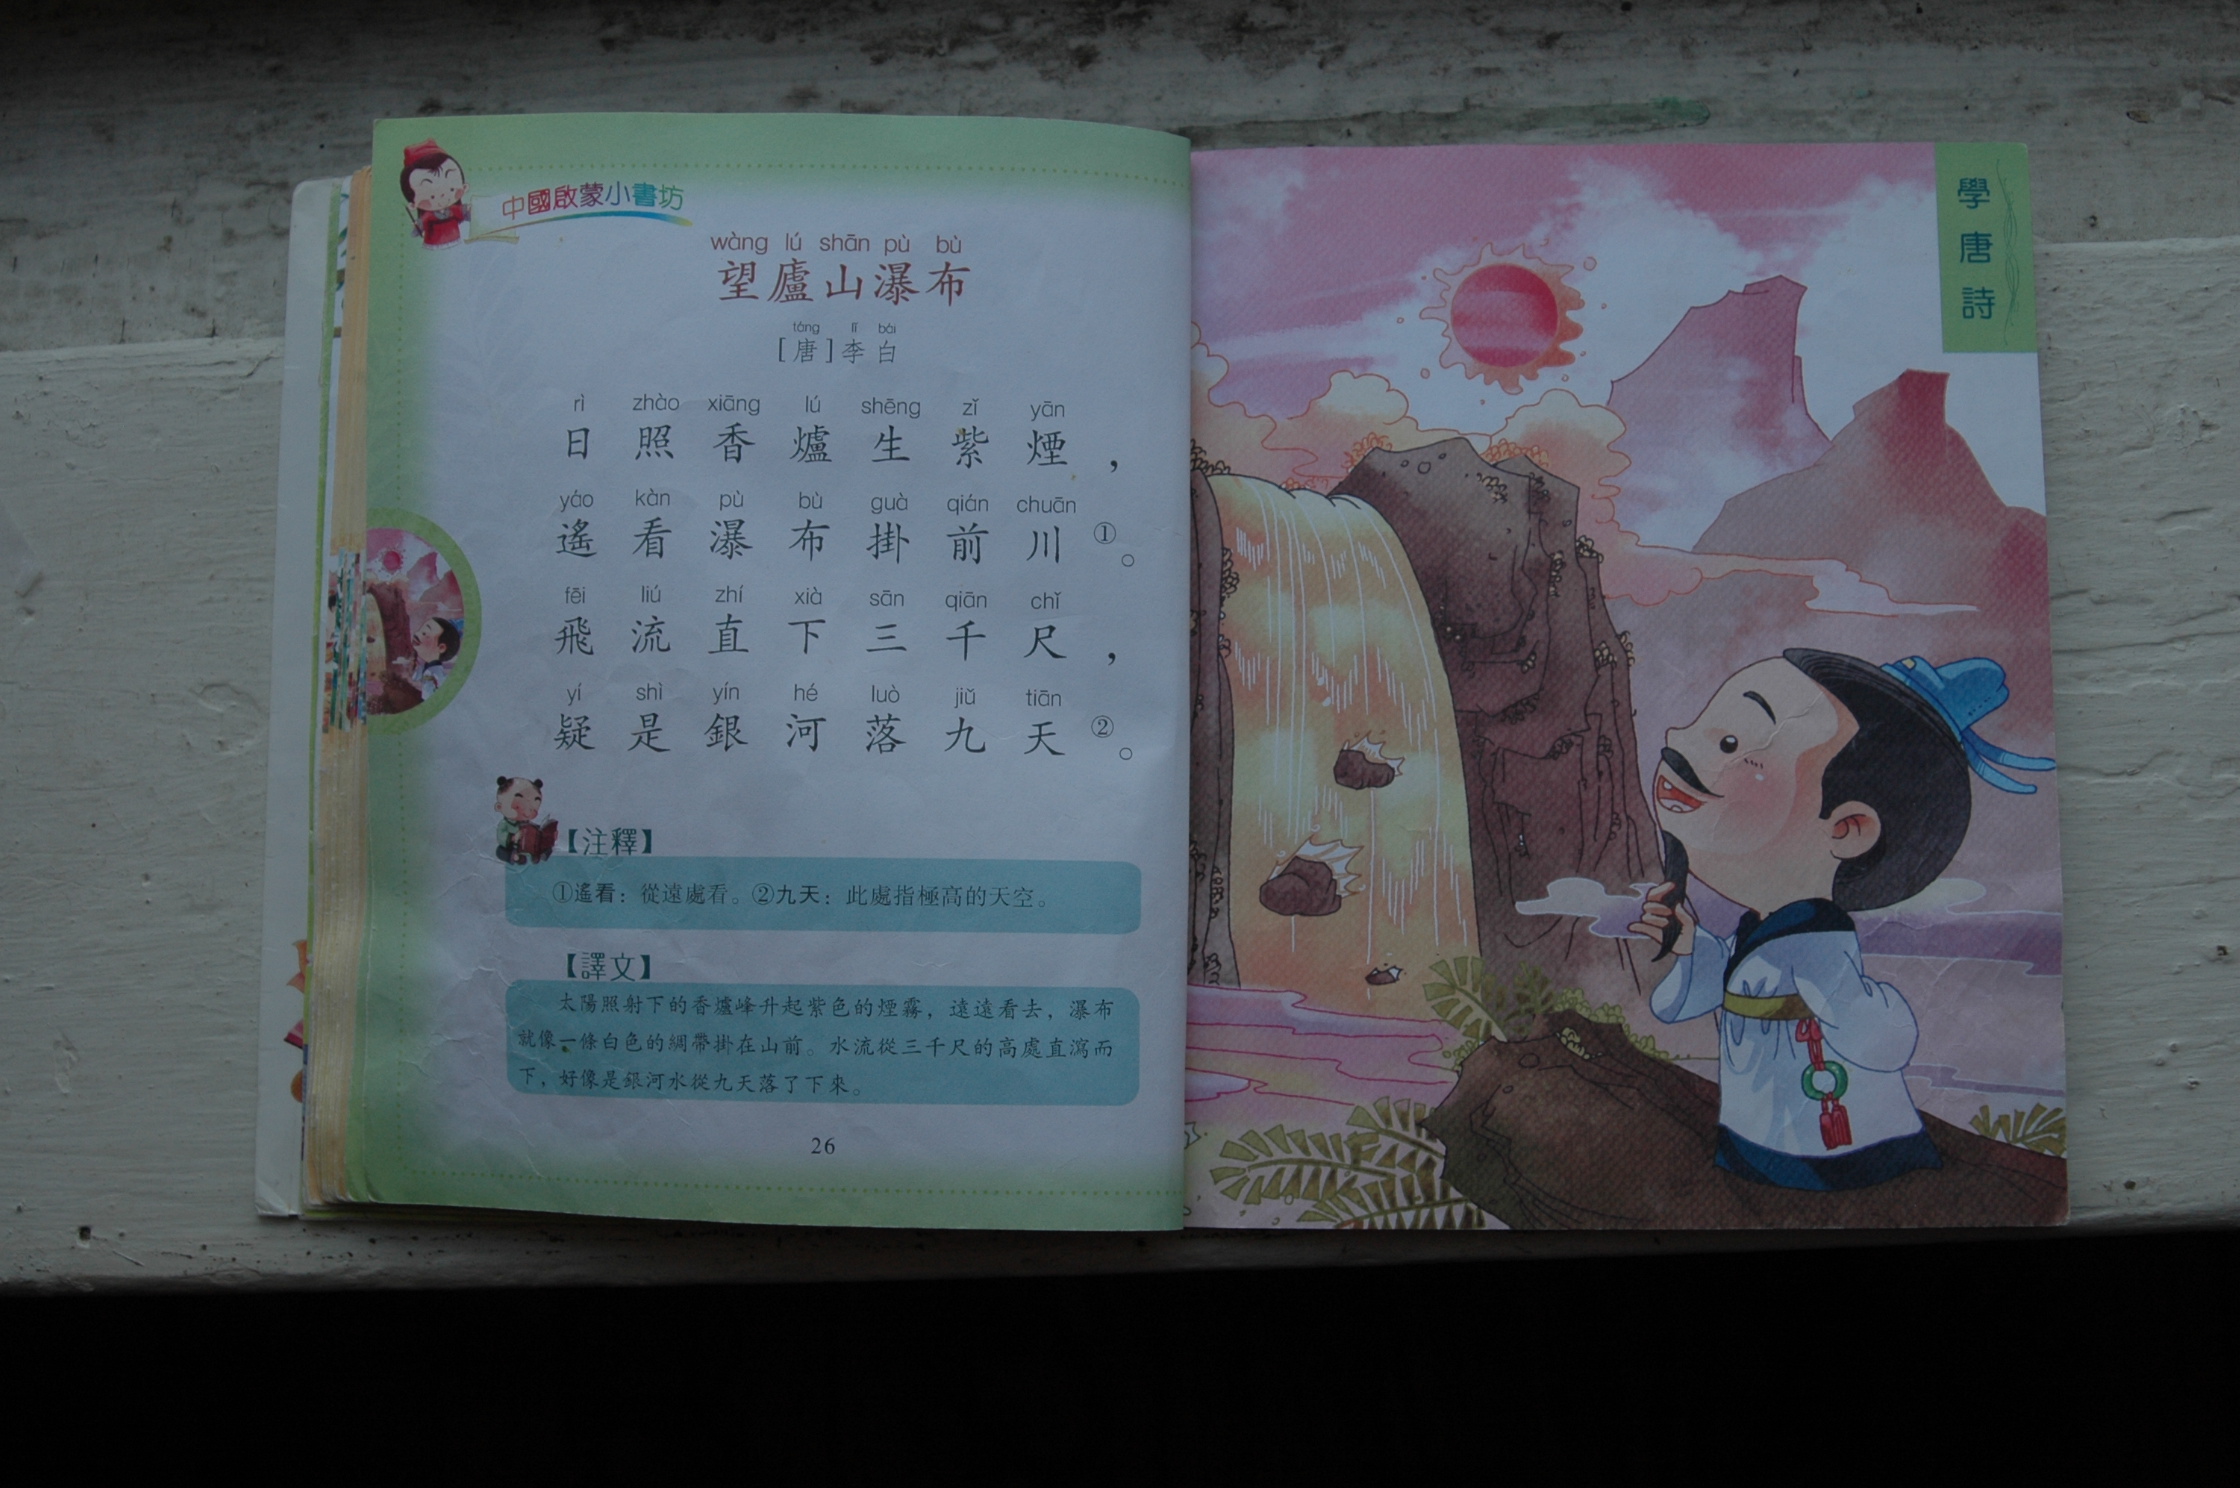 中國啟蒙小書坊
wàng lú shān pù bù
望廬山瀑布
táng lǐ bái
[唐]李白
rì zhào xiāng lú shēng zǐ yān
日照香爐生紫煙，
yáo kàn pù bù guà qián chuān
遙看瀑布掛前川①。
fēi liú zhí xià sān qiān chǐ
飛流直下三千尺，
yí shì yín hé luò jiǔ tiān
疑是銀河落九天②。
【注釋】
①遙看：從遠處看。②九天：此處指極高的天空。
【譯文】
太陽照射下的香爐峰升起紫色的煙霧，遠遠看去，瀑布
就像一條白色的綢帶掛在山前。水流從三千尺的高處直瀉而
下，好像是銀河水從九天落了下來。
26
學唐詩